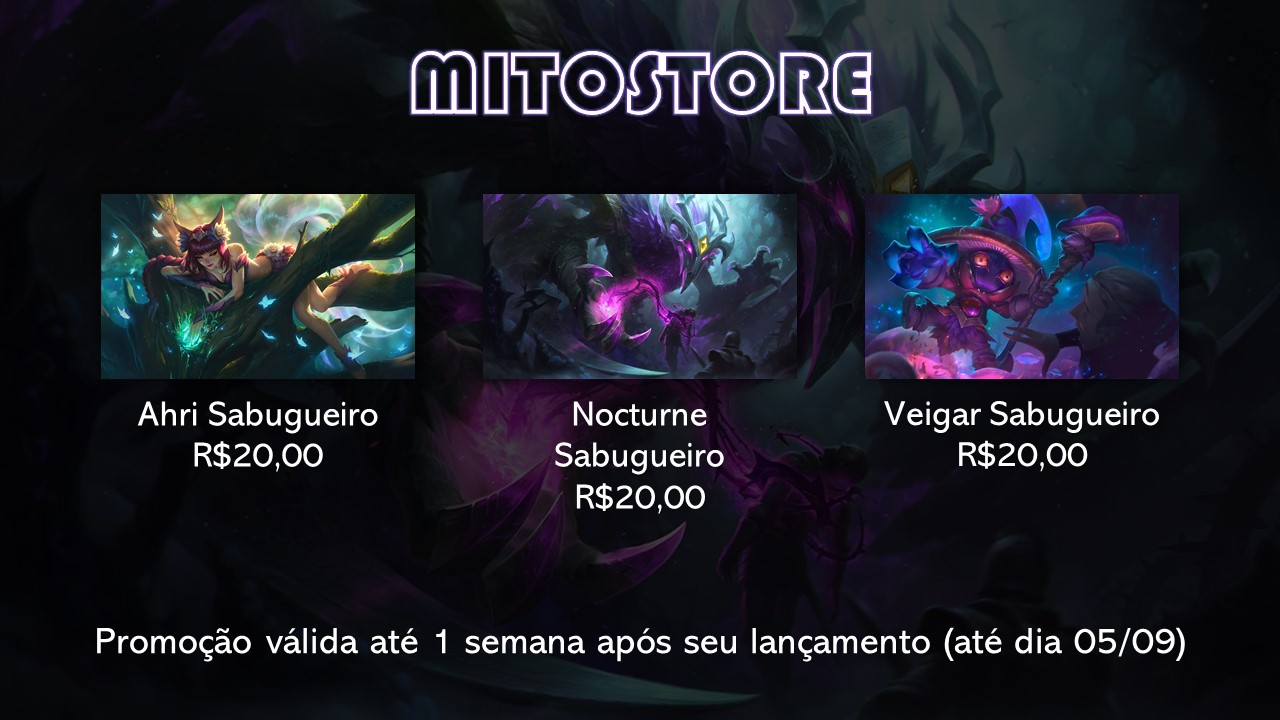 MITOSTORE
Ahri Sabugueiro
R$20,00
Nocturne
Sabugueiro
R$20,00
Veigar Sabugueiro
R$20,00
Promoção válida até 1 semana após seu lançamento (até dia 05/09)